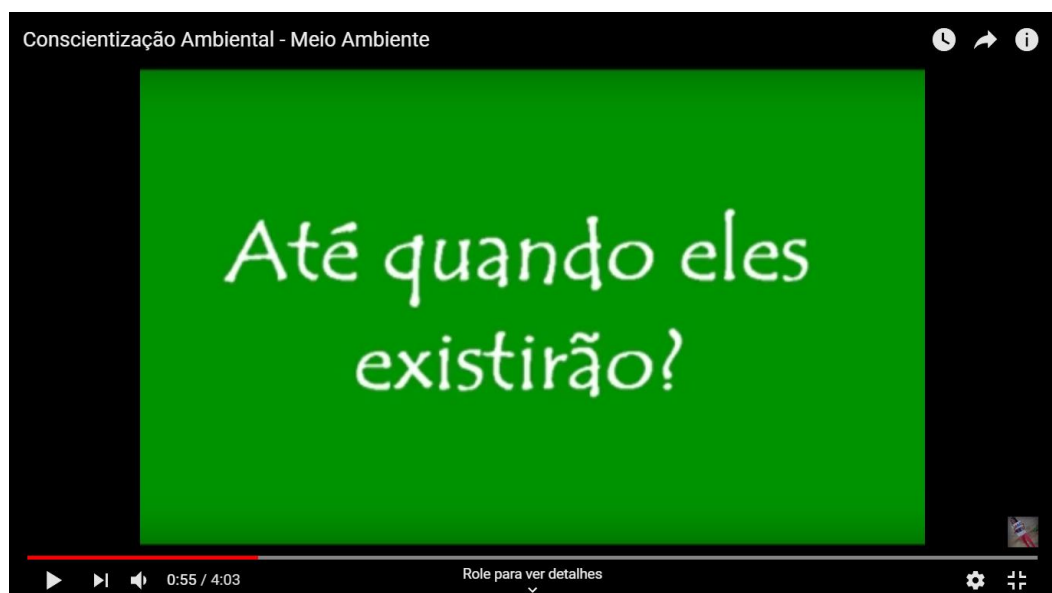 Conscientização Ambiental - Meio Ambiente
Até quando eles
existirão?
0:55 / 4:03
Role para ver detalhes